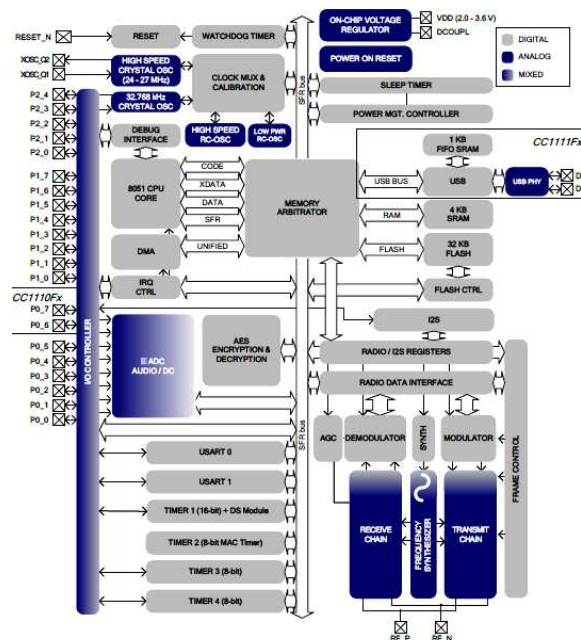 RESET_N
RESET
WATCHDOG TIMER
SFR bus
ON-CHIP VOLTAGE
REGULATOR
VDD (2.0 - 3.6 V)
DCOUPL
DIGITAL
ANALOG
MIXED
XOSC_Q2
XOSC_Q1
HIGH SPEED
CRYSTAL OSC
(24 - 27 MHz)
CLOCK MUX &
CALIBRATION
POWER ON RESET
SLEEP TIMER
P2_4
P2_3
P2_2
P2_1
P2_0
32.768 kHz
CRYSTAL OSC
POWER MGT. CONTROLLER
DEBUG
INTERFACE
HIGH SPEED
RC-OSC
LOW PWR
RC-OSC
1 KB
FIFO SRAM
CC1111Fx
P1_7
P1_6
P1_5
P1_4
P1_3
P1_2
P1_1
P1_0
8051 CPU
CORE
CODE
XDATA
DATA
SFR
MEMORY
ARBITRATOR
USB BUS
USB
USB PHY
D
D
RAM
4 KB
SRAM
DMA
UNIFIED
FLASH
32 KB
FLASH
IRQ
CTRL
FLASH CTRL
CC1110Fx
P0_7
P0_6
P0_5
P0_4
P0_3
P0_2
P0_1
P0_0
I/O CONTROLLER
ADC
AUDIO / DC
AES
ENCRYPTION &
DECRYPTION
I2S
RADIO / I2S REGISTERS
RADIO DATA INTERFACE
SFR bus
AGC
DEMODULATOR
SYNTH
MODULATOR
FRAME CONTROL
USART 0
USART 1
TIMER 1 (16-bit) + DS Module
TIMER 2 (8-bit MAC Timer)
TIMER 3 (8-bit)
TIMER 4 (8-bit)
RECEIVE
CHAIN
FREQUENCY
SYNTHESIZER
TRANSMIT
CHAIN
RF_P
RF_N